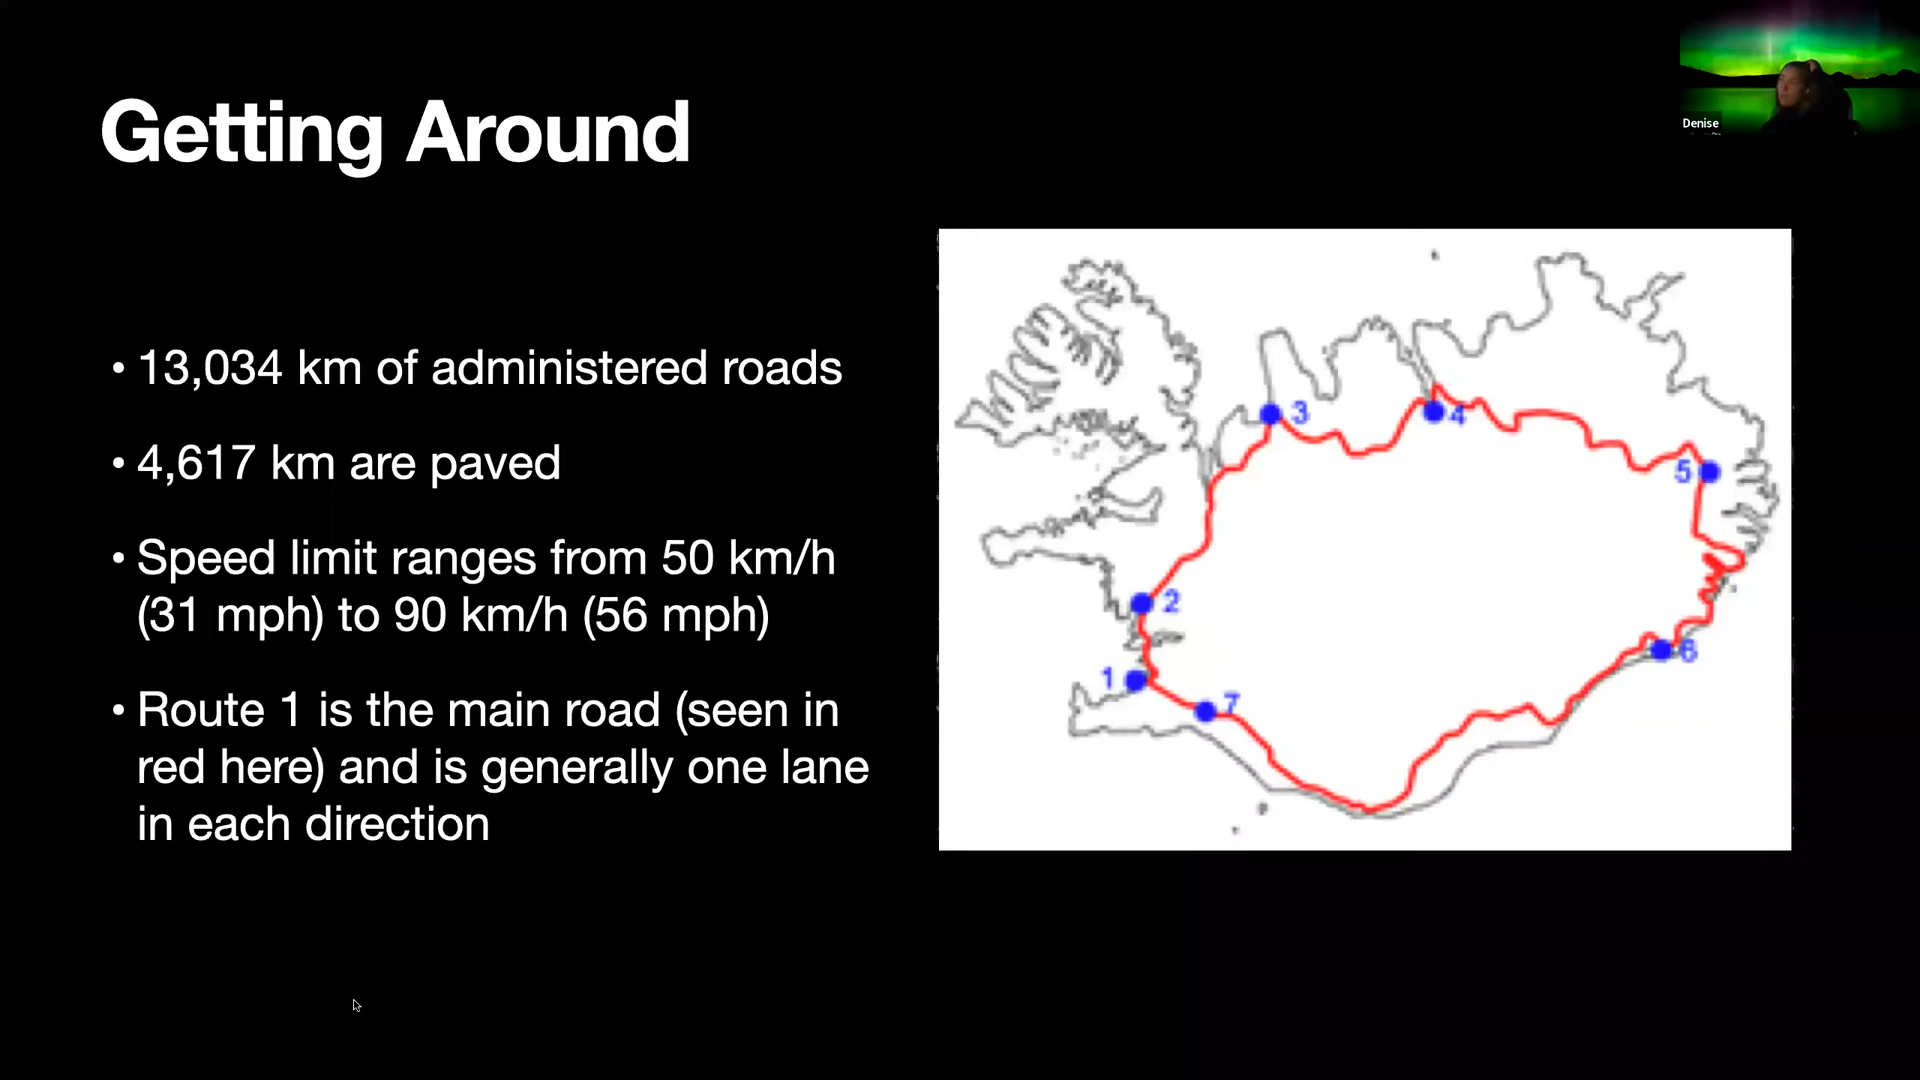 Getting Around
Denise
• 13,034 km of administered roads
• 4,617 km are paved
• Speed limit ranges from 50 km/h
(31 mph) to 90 km/h (56 mph)
• Route 1 is the main road (seen in
red here) and is generally one lane
in each direction
3
4
5
2
6
1
7